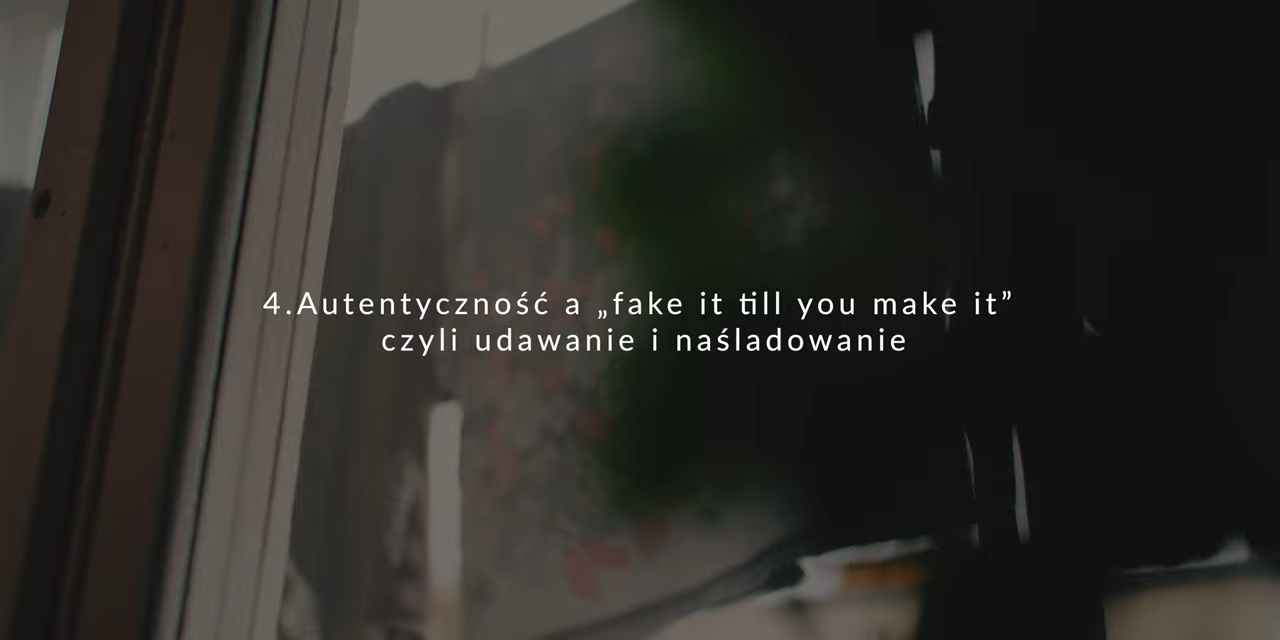 4.Autentyczność a „fake it till you make it”
czyli udawanie i naśladowanie